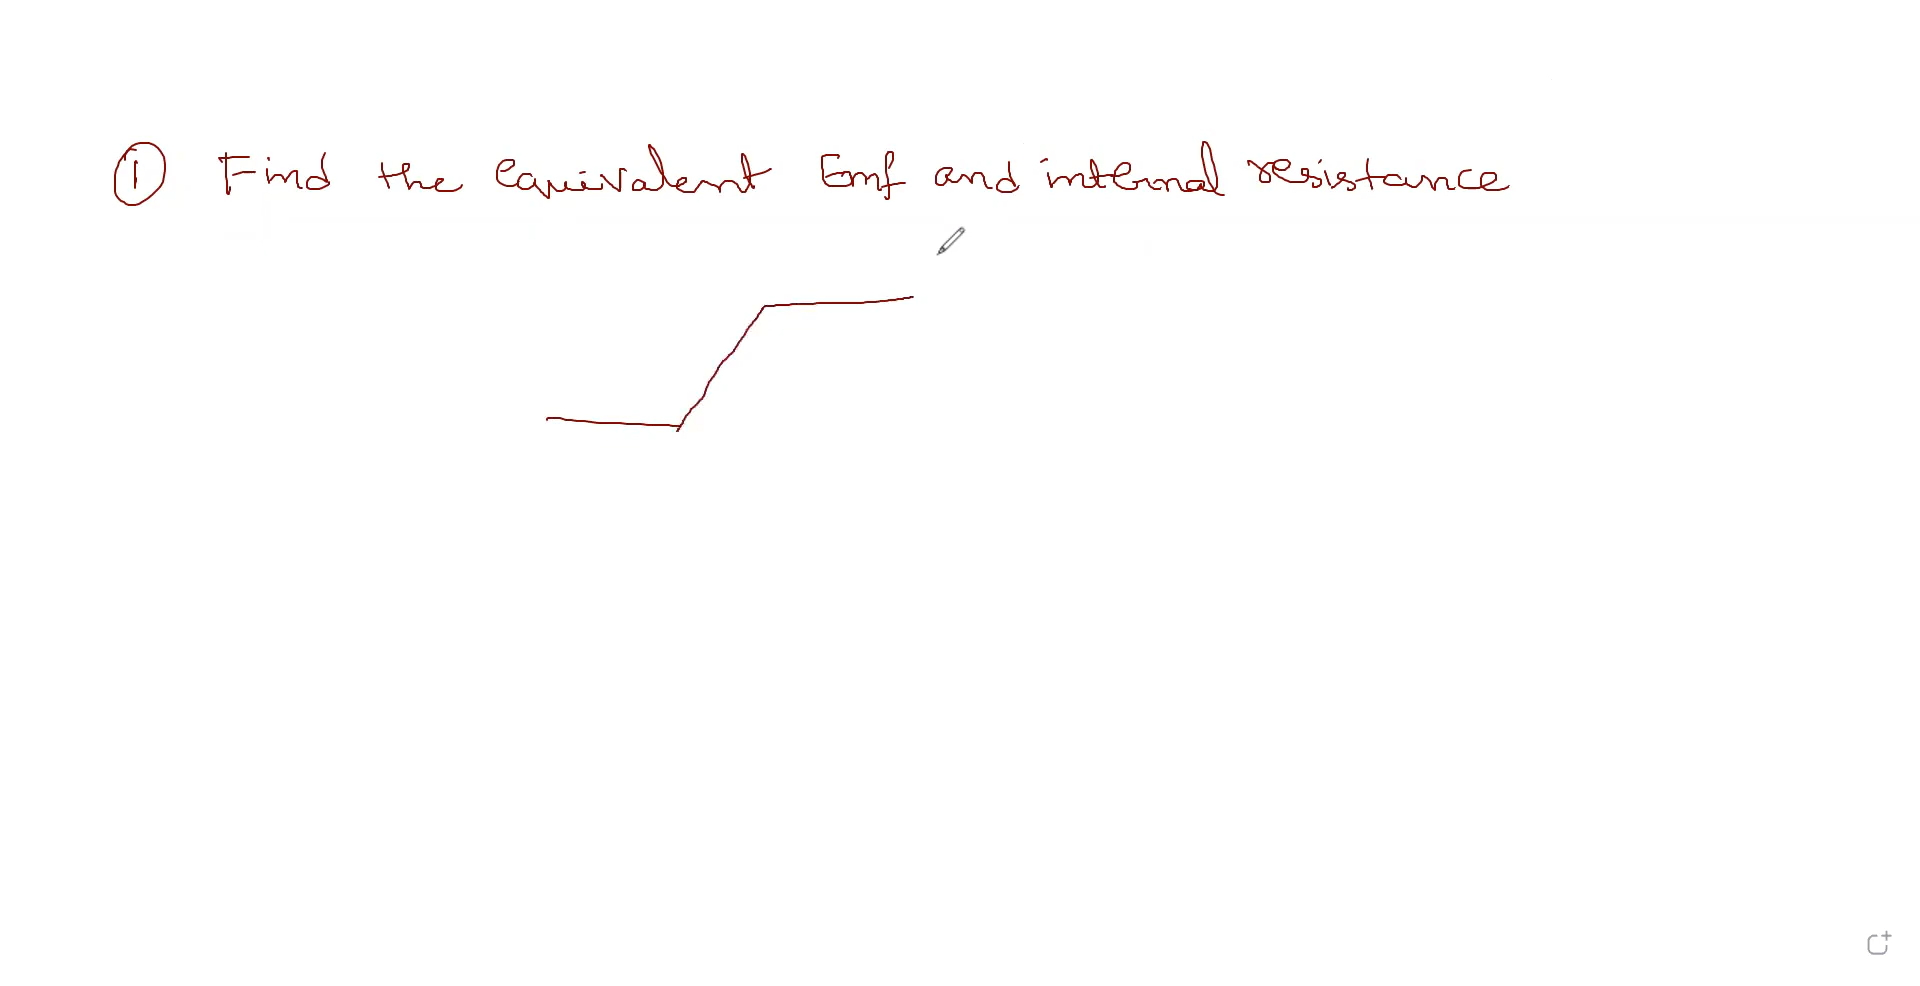 ① Find the equivalent Emf and internal resistance